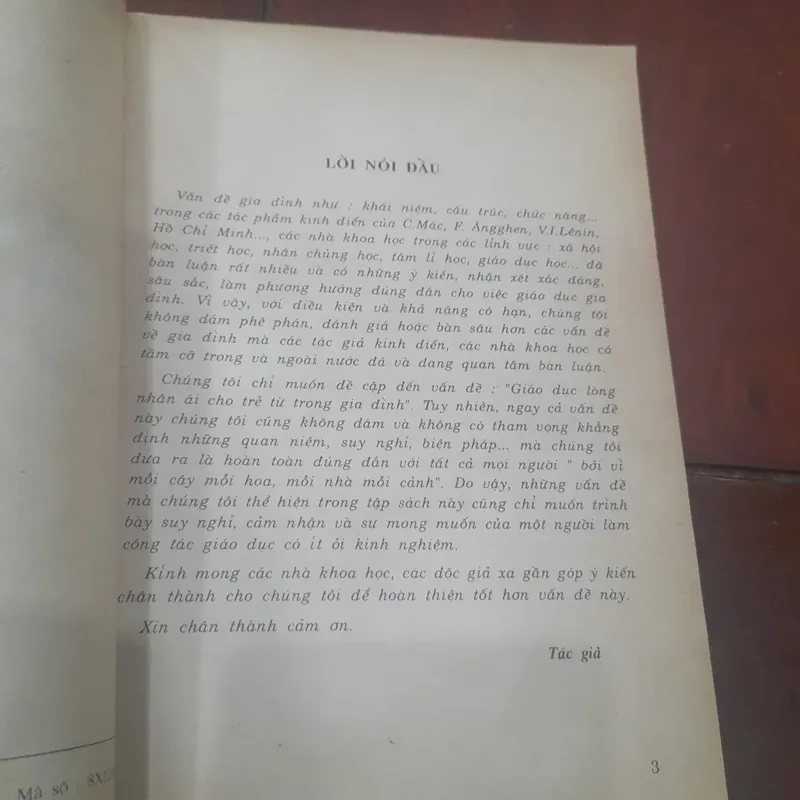 LỜI NÓI ĐẦU
Vấn đề gia đình như : khái niệm, cấu trúc, chức năng...
trong các tác phẩm kinh điển của C.Mác, F. Ăngghen, V.I.Lênin,
Hồ Chí Minh..., các nhà khoa học trong các lĩnh vực : xã hội
học, triết học, nhân chủng học, tâm lí học, giáo dục học... đã
bàn luận rất nhiều và có những ý kiến, nhận xét xác đáng,
sâu sắc, làm phương hướng đúng đắn cho việc giáo dục gia
đình. Vì vậy, với điều kiện và khả năng có hạn, chúng tôi
không dám phê phán, đánh giá hoặc bàn sâu hơn các vấn đề
về gia đình mà các tác giả kinh điển, các nhà khoa học có
tầm cỡ trong và ngoài nước đã và đang quan tâm bàn luận.
Chúng tôi chỉ muốn đề cập đến vấn đề : "Giáo dục lòng
nhân ái cho trẻ từ trong gia đình". Tuy nhiên, ngay cả vấn đề
này chúng tôi cũng không dám và không có tham vọng khẳng
định những quan niệm, suy nghĩ, biện pháp... mà chúng tôi
đưa ra là hoàn toàn đúng đắn với tất cả mọi người " bởi vì
mỗi cây mỗi hoa, mỗi nhà mỗi cảnh". Do vậy, những vấn đề
mà chúng tôi thể hiện trong tập sách này cũng chỉ muốn trình
bày suy nghĩ, cảm nhận và sự mong muốn của một người làm
công tác giáo dục có ít ỏi kinh nghiệm.
Kính mong các nhà khoa học, các độc giả xa gần góp ý kiến
chân thành cho chúng tôi để hoàn thiện tốt hơn vấn đề này.
Xin chân thành cảm ơn.
Tác giả
3
Mã số :